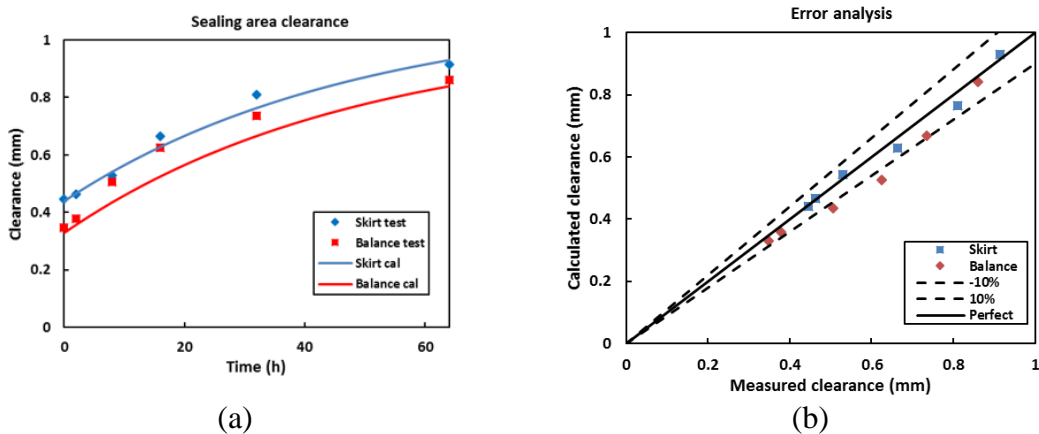 Sealing area clearance
Clearance (mm)
1
0.8
0.6
0.4
0.2
0
0
20
40
60
Time (h)
Skirt test
Balance test
Skirt cal
Balance cal
(a)
Error analysis
Calculated clearance (mm)
1
0.8
0.6
0.4
0.2
0
0
0.2
0.4
0.6
0.8
1
Measured clearance (mm)
Skirt
Balance
-10%
10%
Perfect
(b)